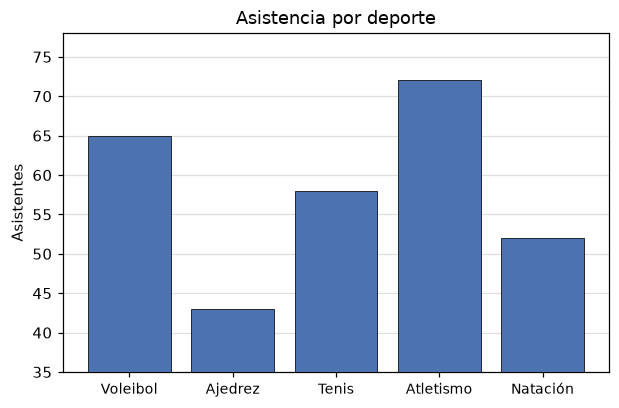 Asistencia por deporte
Asistentes
75
70
65
60
55
50
45
40
35
Voleibol
Ajedrez
Tenis
Atletismo
Natación